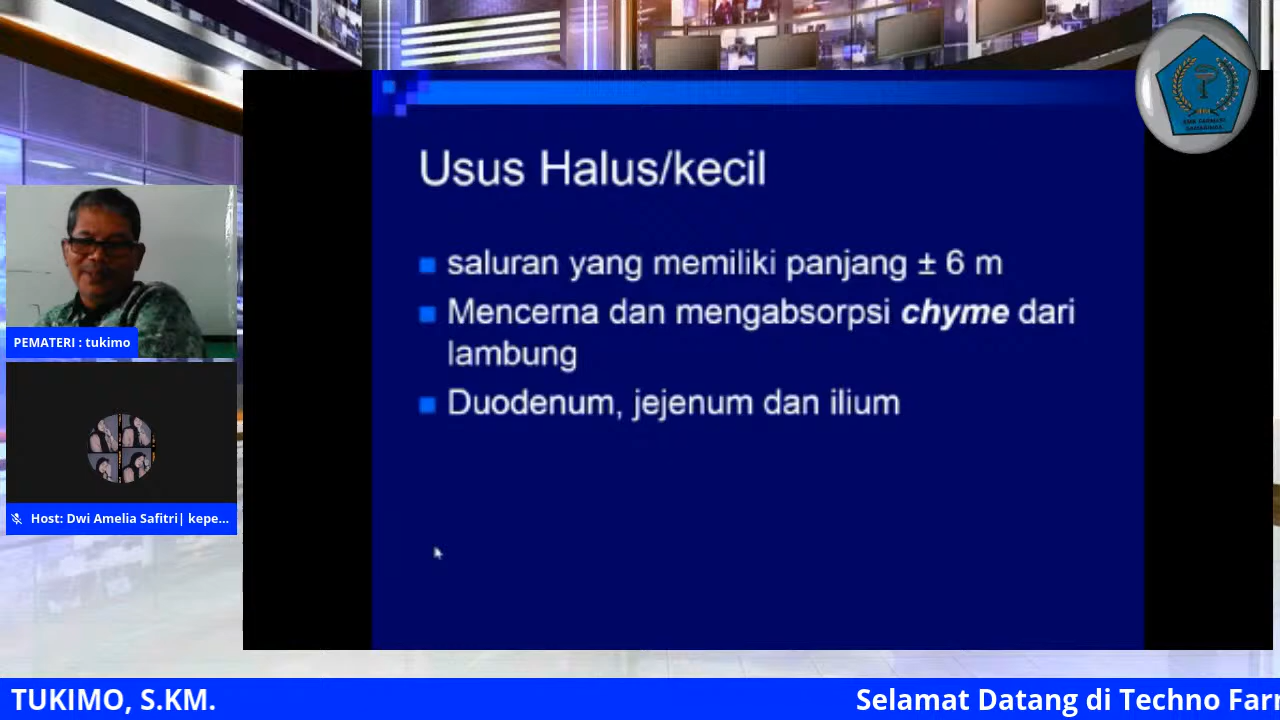 Usus Halus/kecil
saluran yang memiliki panjang ± 6 m
Mencerna dan mengabsorpsi chyme dari
lambung
Duodenum, jejenum dan ilium
PEMATERI : tukimo
Host: Dwi Amelia Safitri| kepe...
TUKIMO, S.KM.
Selamat Datang di Techno Farr